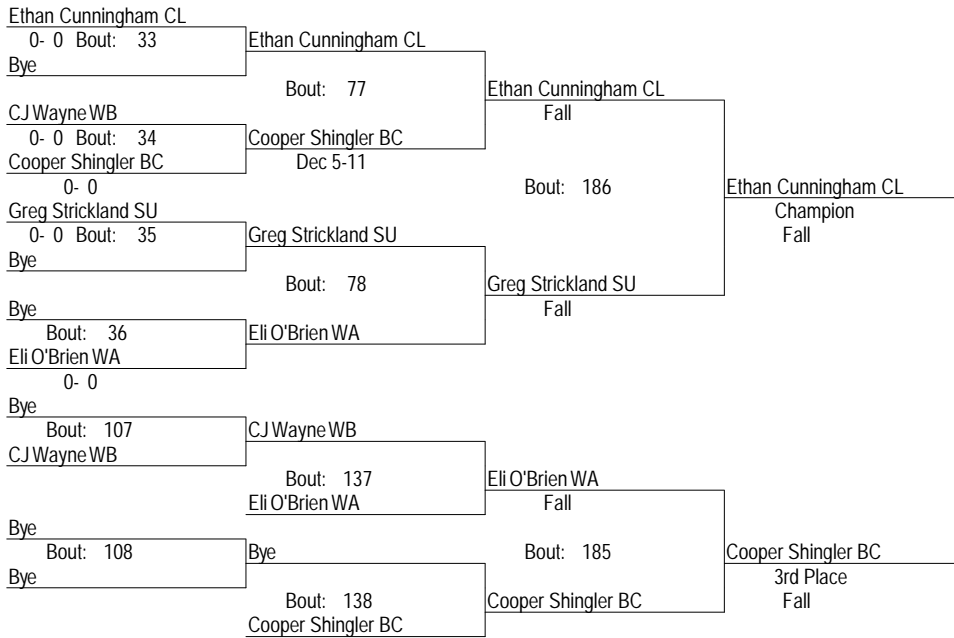 Ethan Cunningham CL
0- 0 Bout: 33
Bye
Ethan Cunningham CL
Bout: 77
CJ Wayne WB
0- 0 Bout: 34
Cooper Shingler BC
0- 0
Cooper Shingler BC
Dec 5-11
Ethan Cunningham CL
Fall
Bout: 186
Greg Strickland SU
0- 0 Bout: 35
Bye
Greg Strickland SU
Bout: 78
Bye
Bout: 36
Eli O'Brien WA
0- 0
Eli O'Brien WA
Greg Strickland SU
Fall
Ethan Cunningham CL
Champion
Fall
Bye
Bout: 107
CJ Wayne WB
CJ Wayne WB
Bout: 137
Eli O'Brien WA
Eli O'Brien WA
Fall
Bye
Bout: 108
Bye
Bye
Bout: 138
Cooper Shingler BC
Bout: 185
Cooper Shingler BC
Cooper Shingler BC
3rd Place
Fall